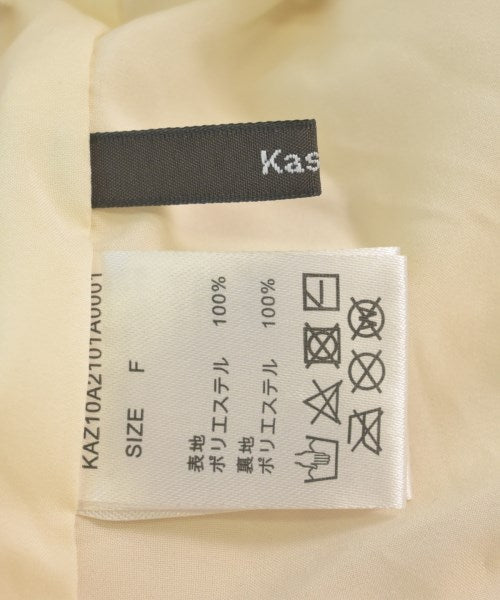 Kas
KAZ10A2101A0001
SIZE F
表地
ポリエステル 100%
裏地
ポリエステル 100%